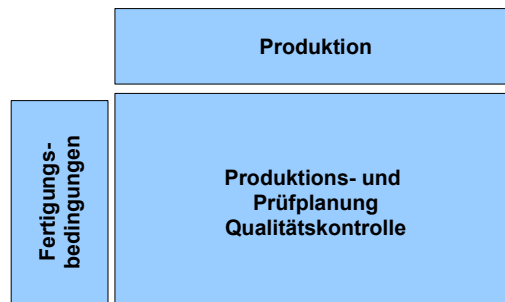 Produktion
Fertigungs-
bedingungen
Produktions- und
Prüfplanung
Qualitätskontrolle